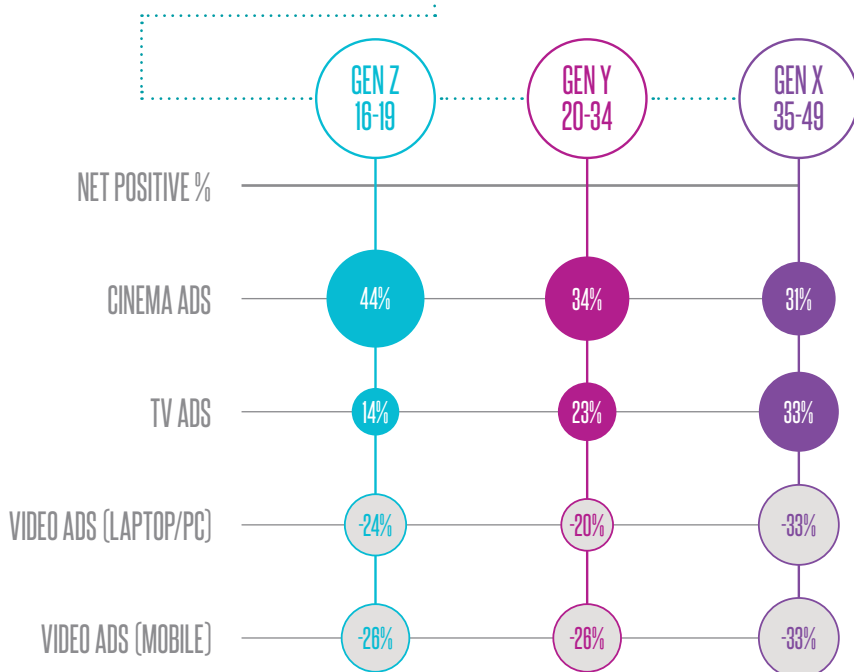 GEN Z
16-19
GEN Y
20-34
GEN X
35-49
NET POSITIVE %
CINEMA ADS
44%
34%
31%
TV ADS
14%
23%
33%
VIDEO ADS (LAPTOP/PC)
-24%
-20%
-33%
VIDEO ADS (MOBILE)
-26%
-26%
-33%